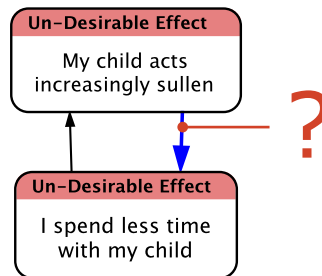 Un-Desirable Effect
My child acts
increasingly sullen
?
Un-Desirable Effect
I spend less time
with my child